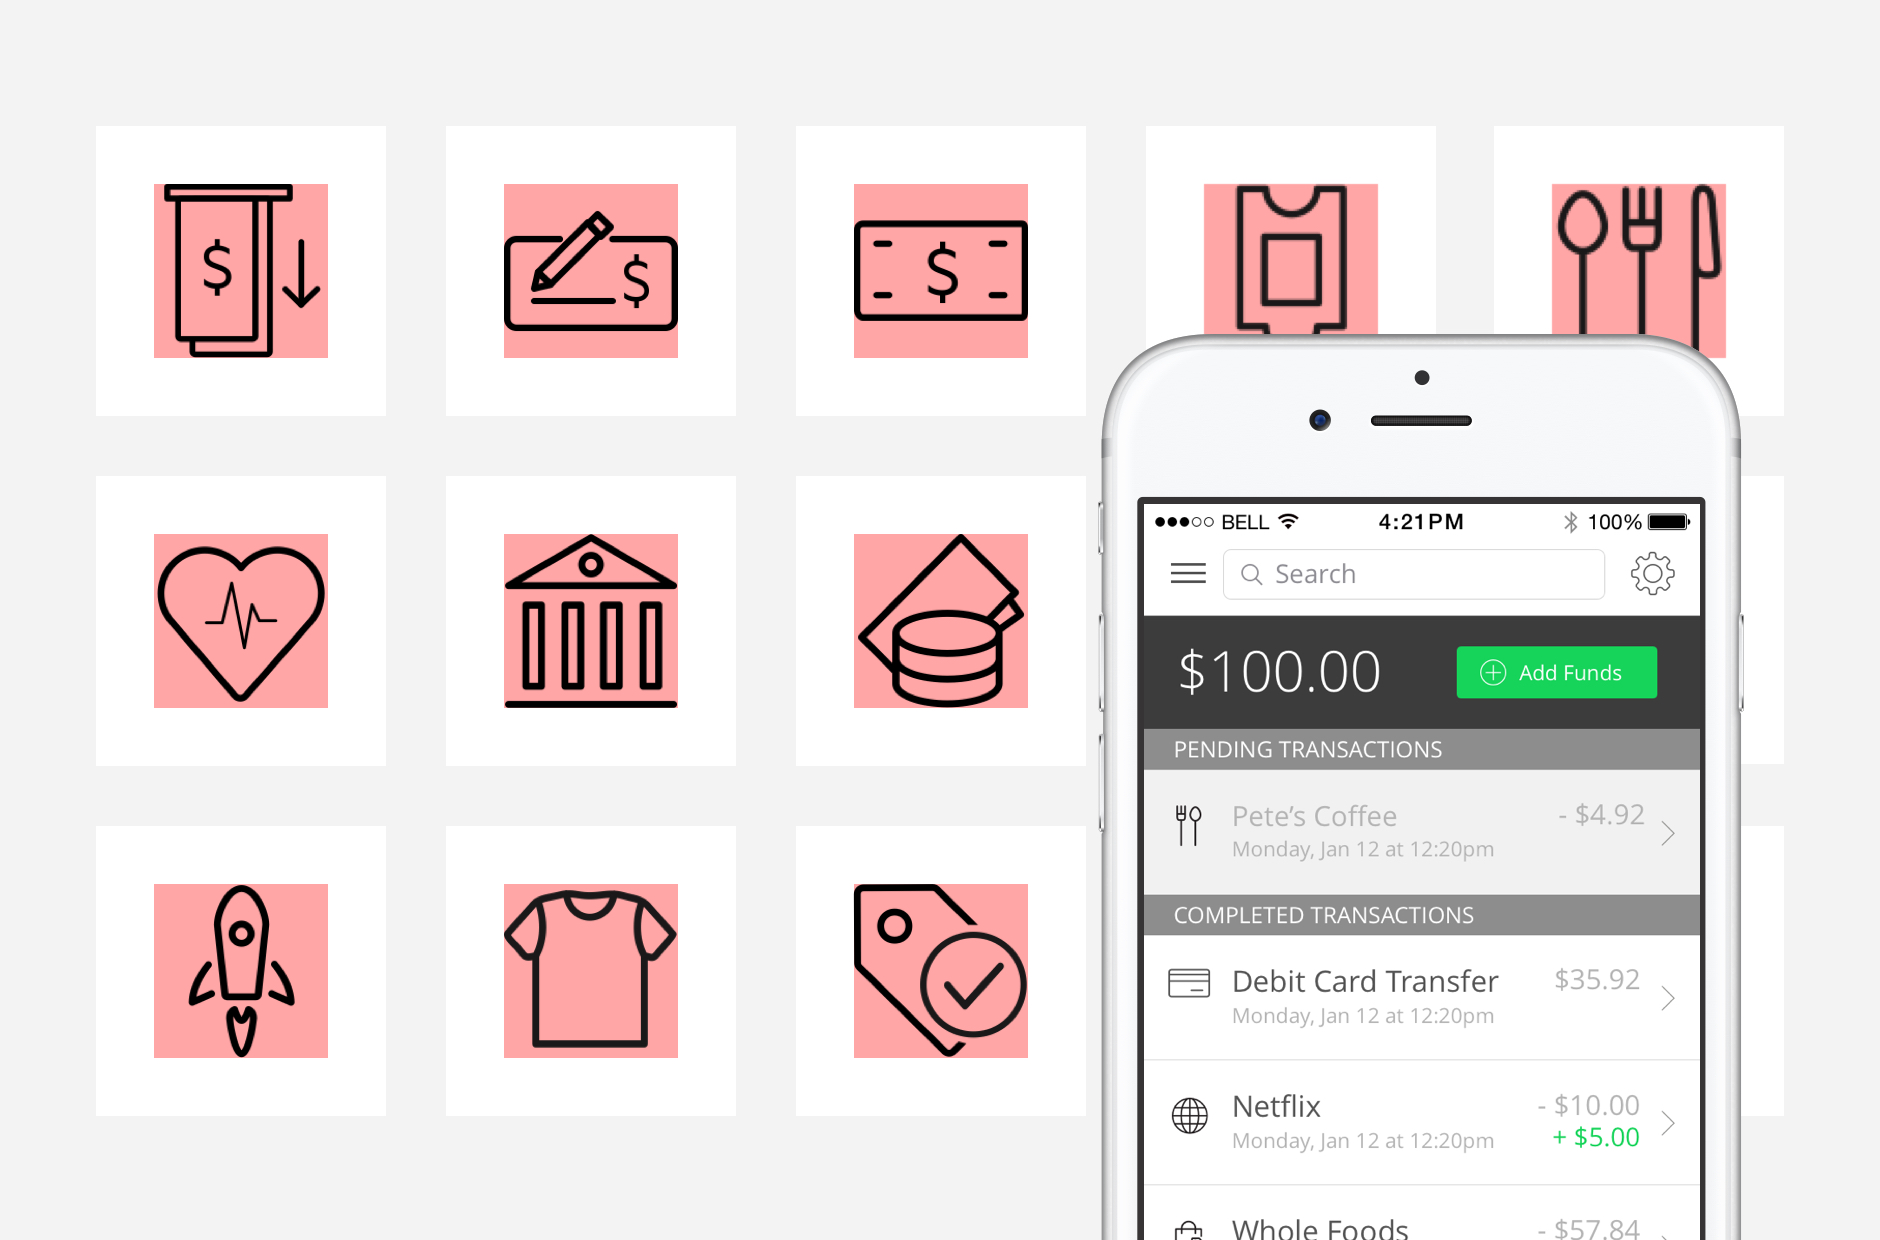 $
$
$
BELL 4:21PM 100%
Search
$100.00 Add Funds
PENDING TRANSACTIONS
Pete’s Coffee - $4.92
Monday, Jan 12 at 12:20pm
COMPLETED TRANSACTIONS
Debit Card Transfer $35.92
Monday, Jan 12 at 12:20pm
Netflix - $10.00
Monday, Jan 12 at 12:20pm + $5.00
Whole Foods - $57.84